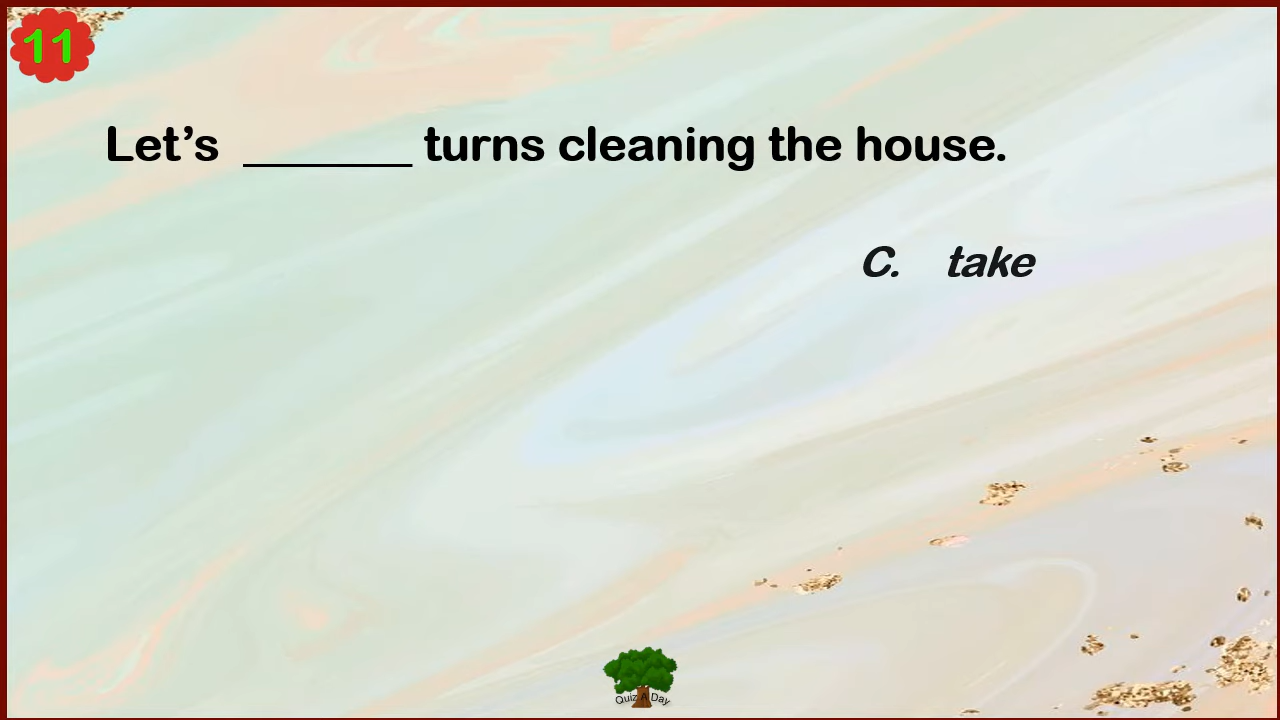 11
Let’s _______ turns cleaning the house.
C. take
Quiz A Day